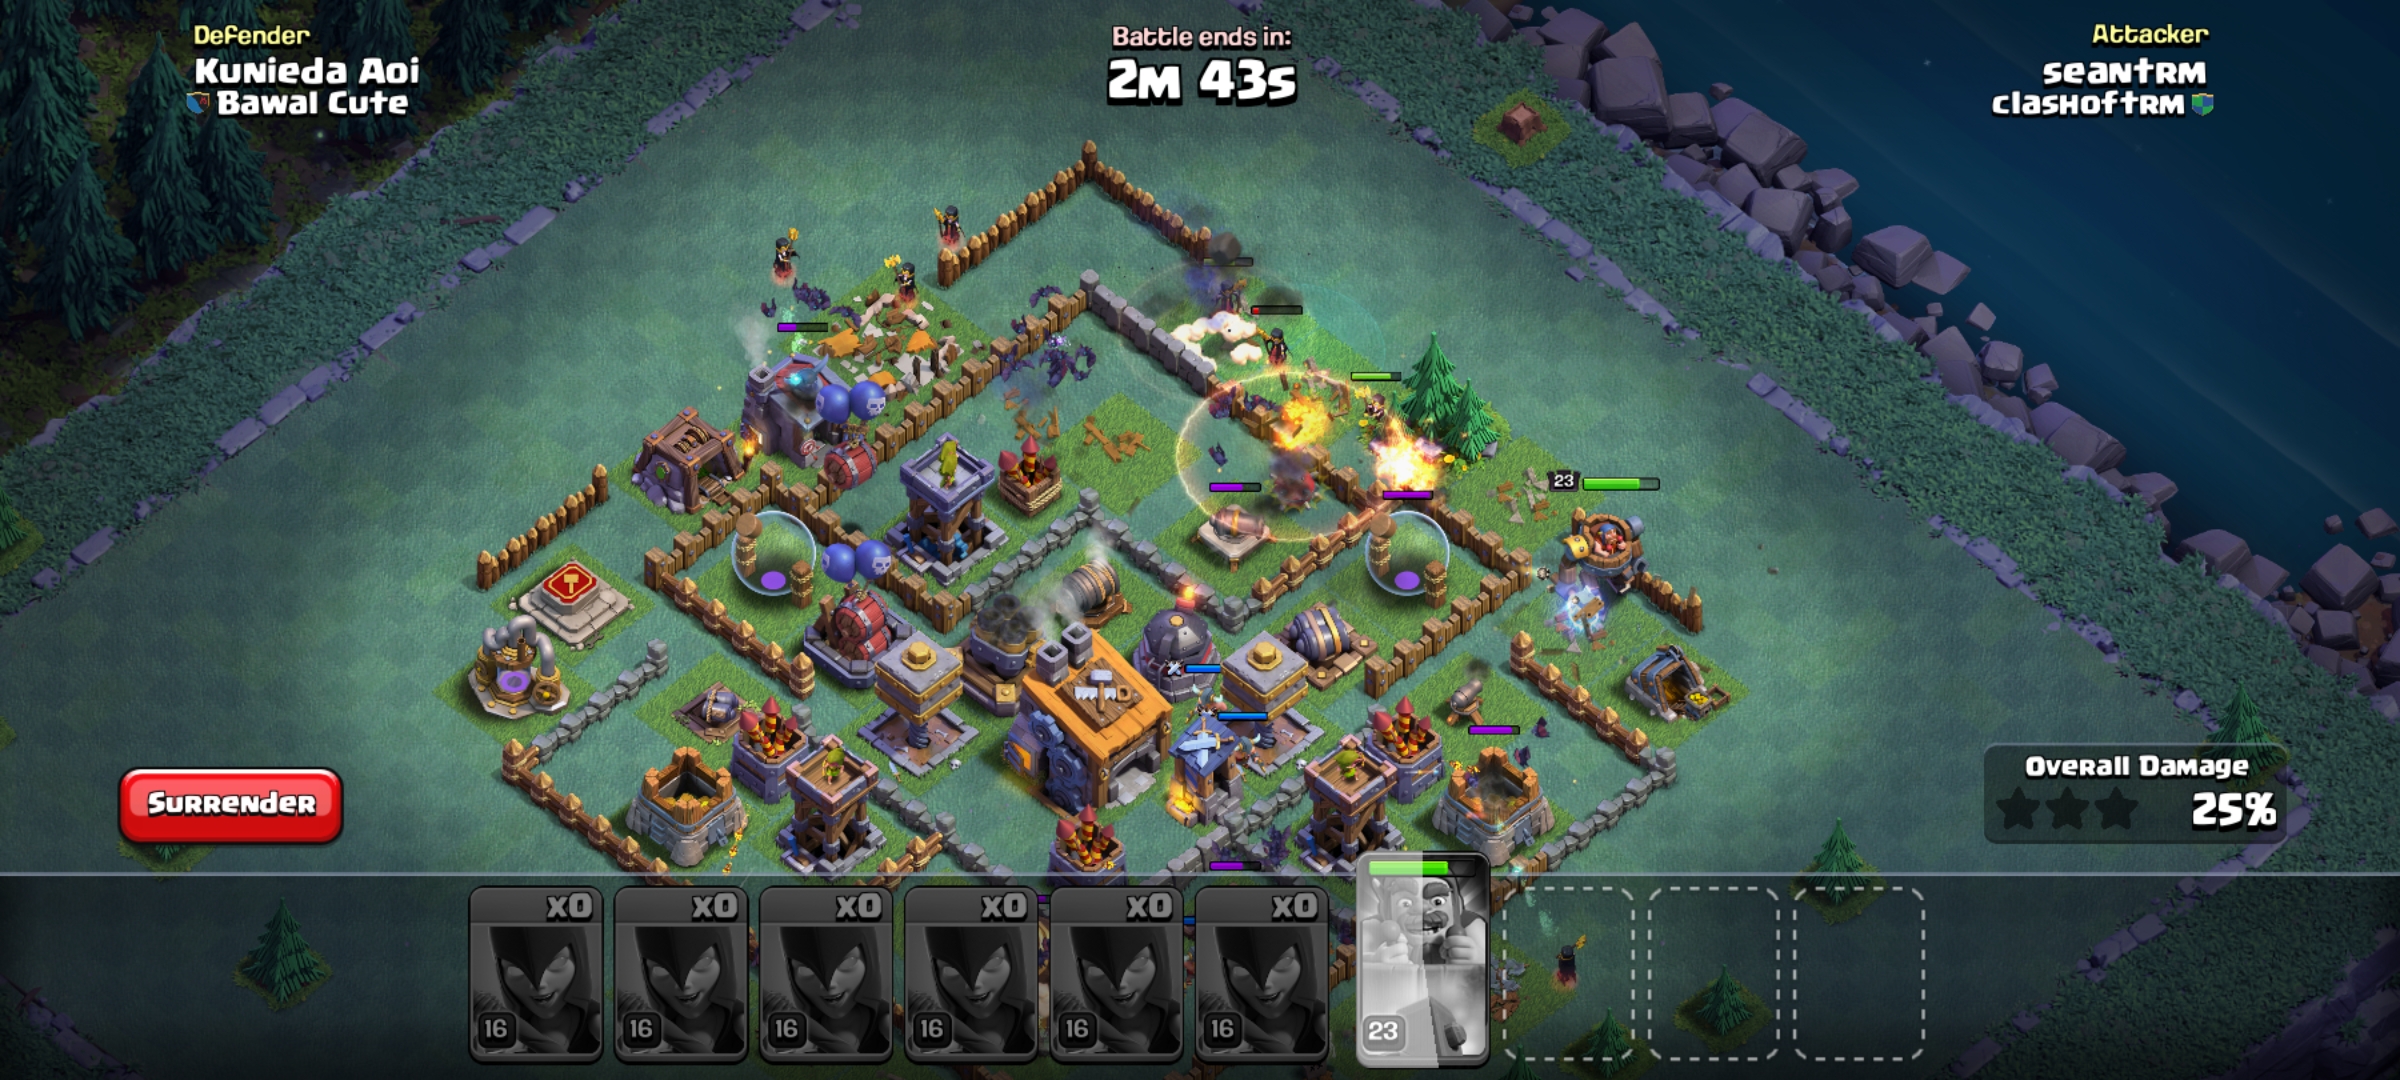 Defender
Kunieda Aoi
Bawal Cute
Battle ends in:
2M 43s
Attacker
seantRM
clashoftRM
23
Surrender
Overall Damage
25%
x0
x0
x0
x0
x0
x0
16
16
16
16
16
16
23